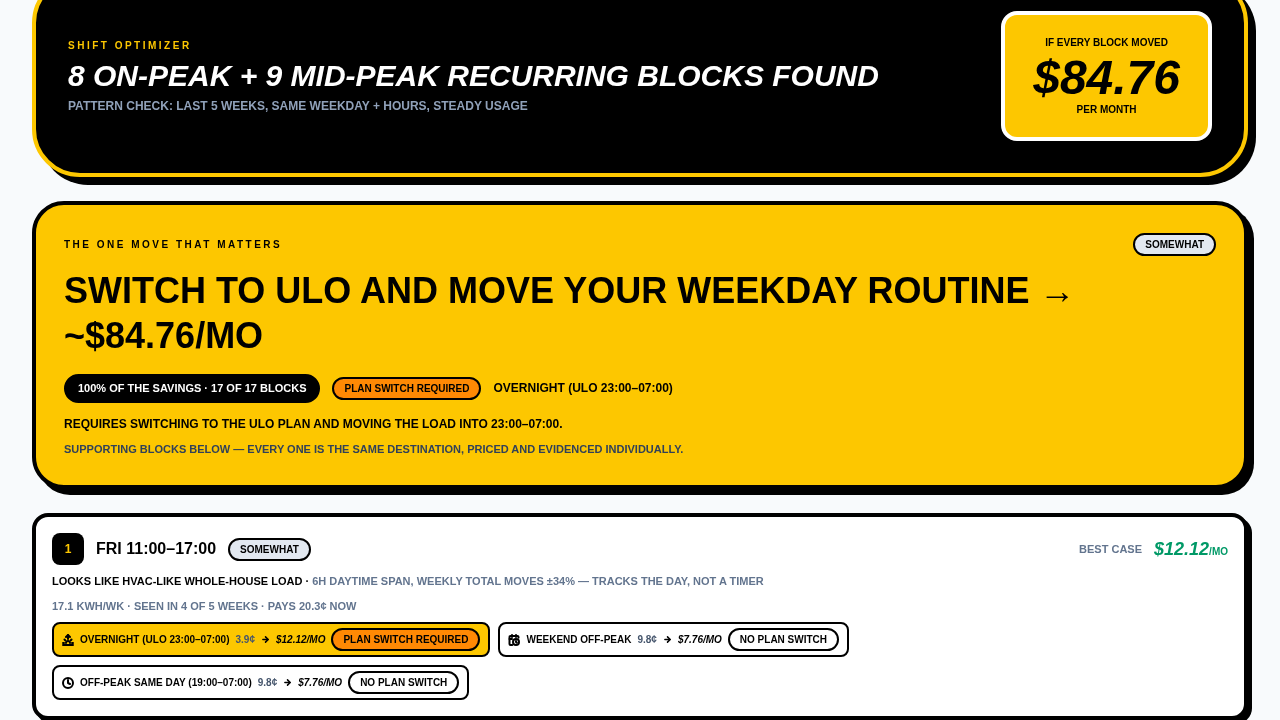 SHIFT OPTIMIZER
8 ON-PEAK + 9 MID-PEAK RECURRING BLOCKS FOUND
PATTERN CHECK: LAST 5 WEEKS, SAME WEEKDAY + HOURS, STEADY USAGE
IF EVERY BLOCK MOVED
$84.76
PER MONTH
THE ONE MOVE THAT MATTERS
SOMEWHAT
SWITCH TO ULO AND MOVE YOUR WEEKDAY ROUTINE →
~$84.76/MO
100% OF THE SAVINGS · 17 OF 17 BLOCKS PLAN SWITCH REQUIRED OVERNIGHT (ULO 23:00–07:00)
REQUIRES SWITCHING TO THE ULO PLAN AND MOVING THE LOAD INTO 23:00–07:00.
SUPPORTING BLOCKS BELOW — EVERY ONE IS THE SAME DESTINATION, PRICED AND EVIDENCED INDIVIDUALLY.
1 FRI 11:00–17:00 SOMEWHAT BEST CASE $12.12/MO
LOOKS LIKE HVAC-LIKE WHOLE-HOUSE LOAD · 6H DAYTIME SPAN, WEEKLY TOTAL MOVES ±34% — TRACKS THE DAY, NOT A TIMER
17.1 KWH/WK · SEEN IN 4 OF 5 WEEKS · PAYS 20.3¢ NOW
OVERNIGHT (ULO 23:00–07:00) 3.9¢ → $12.12/MO PLAN SWITCH REQUIRED WEEKEND OFF-PEAK 9.8¢ → $7.76/MO NO PLAN SWITCH
OFF-PEAK SAME DAY (19:00–07:00) 9.8¢ → $7.76/MO NO PLAN SWITCH